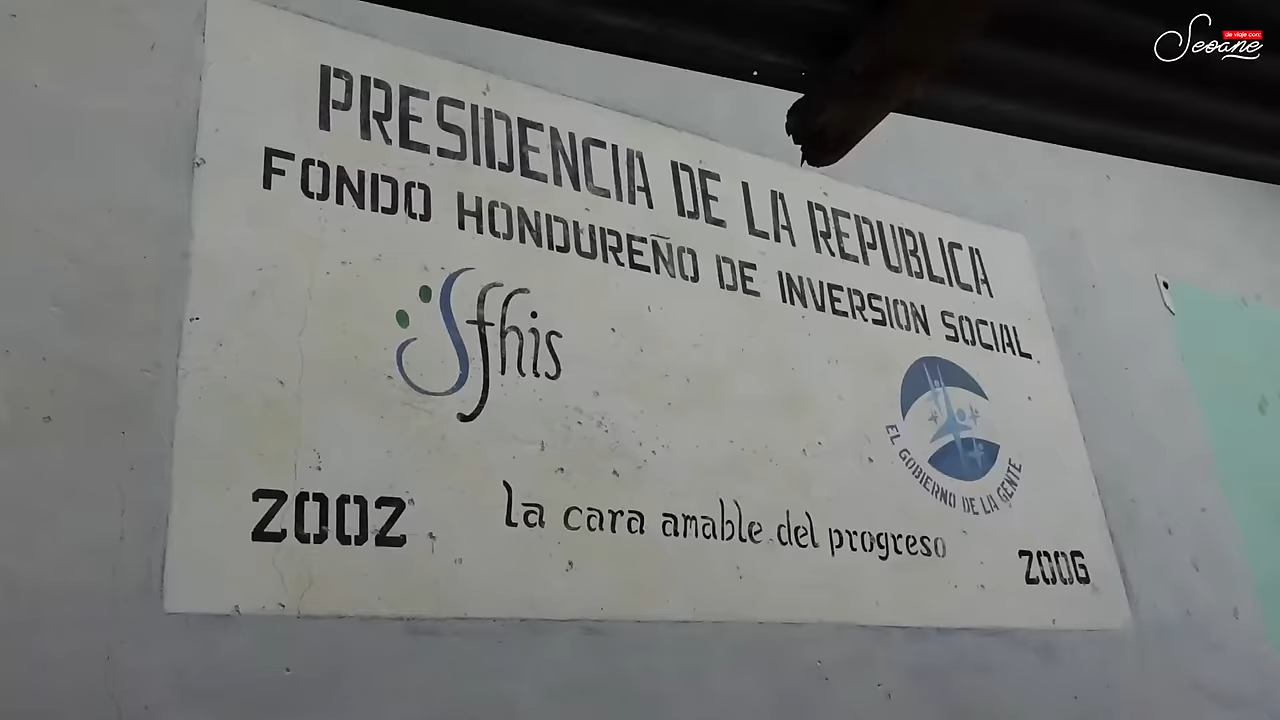 de viaje con:
Seoane
PRESIDENCIA DE LA REPUBLICA
FONDO HONDUREÑO DE INVERSION SOCIAL
fhis
EL GOBIERNO DE LA GENTE
2002 la cara amable del progreso 2006